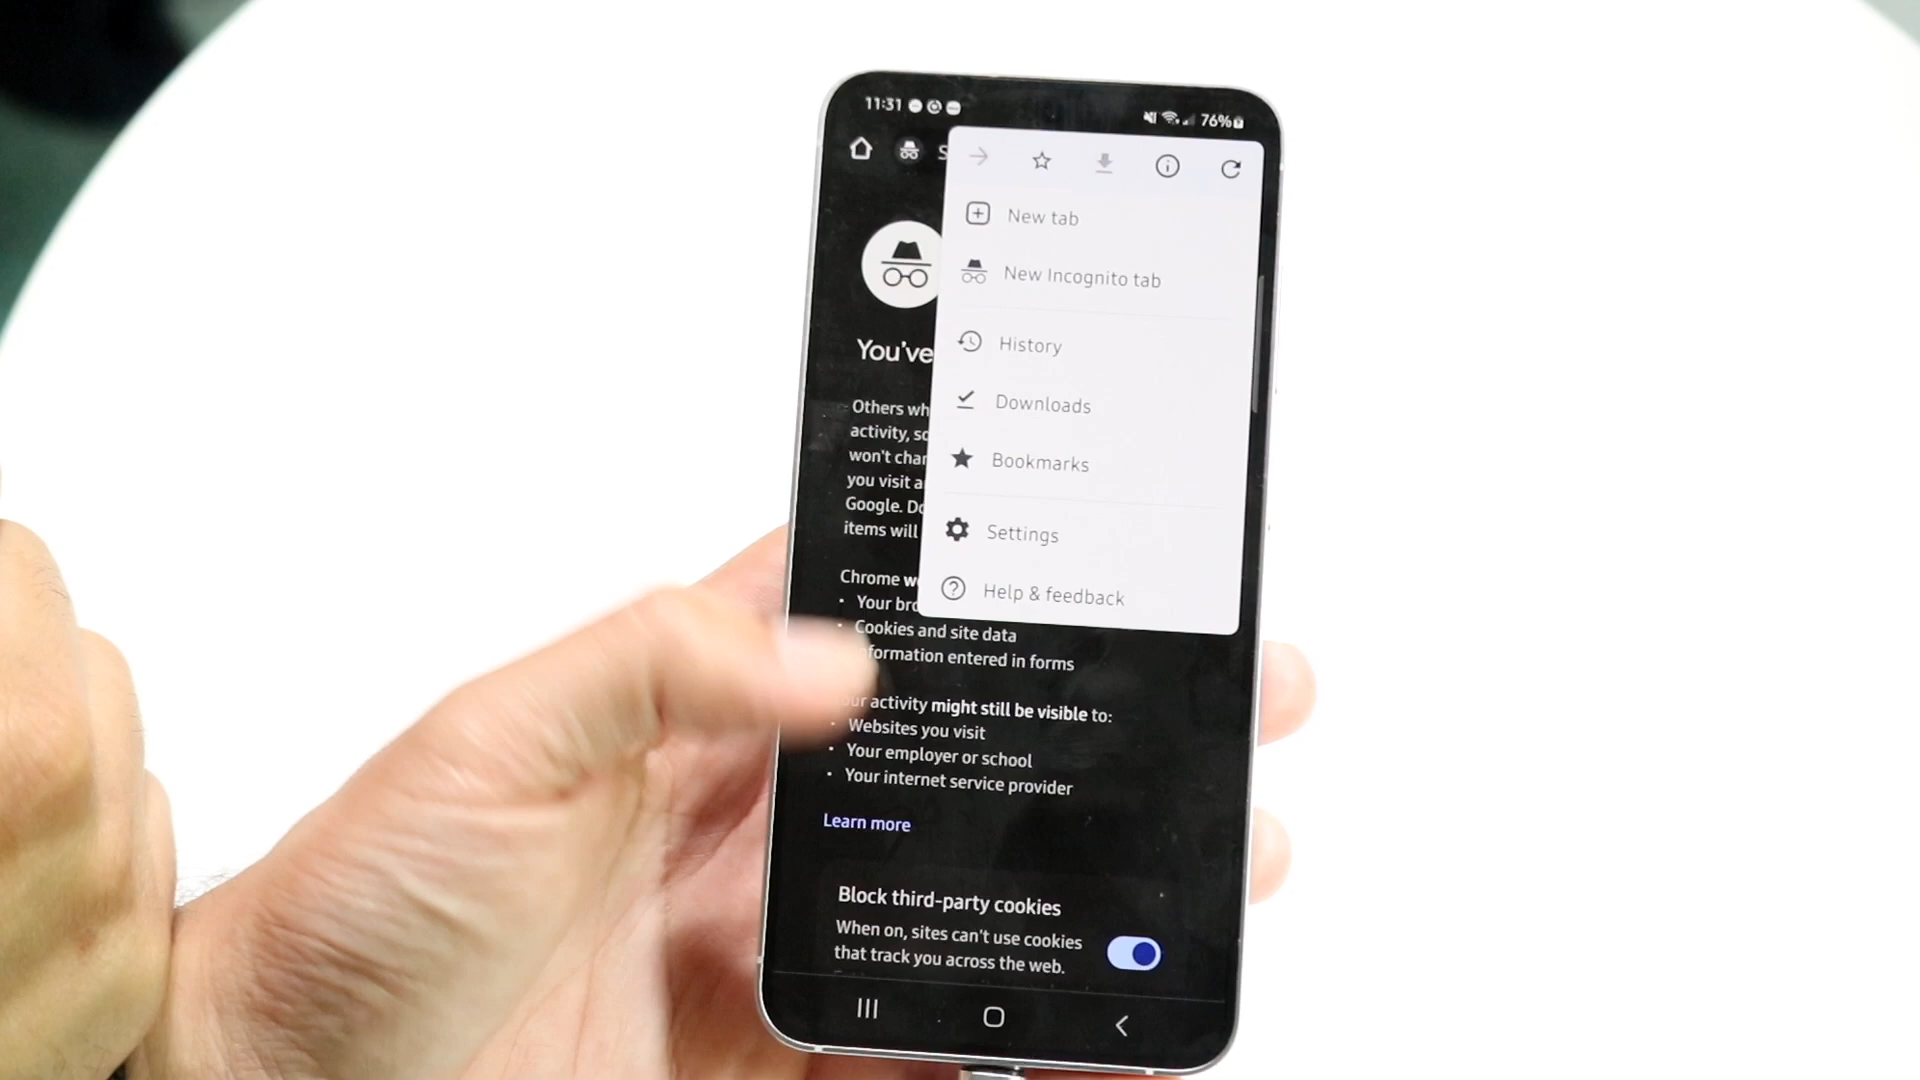 11:31
76%
S
New tab
New Incognito tab
History
Downloads
Bookmarks
Settings
Help & feedback
You've
Others wh
activity, so
won't char
you visit a
Google. Do
items will
Chrome w
Your bro
Cookies and site data
formation entered in forms
ur activity might still be visible to:
Websites you visit
Your employer or school
Your internet service provider
Learn more
Block third-party cookies
When on, sites can't use cookies
that track you across the web.